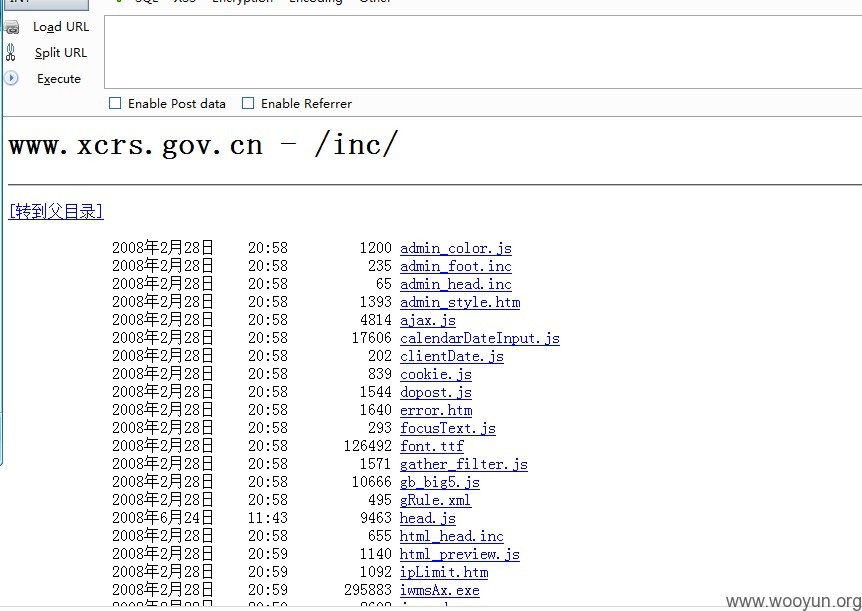 SQL XSS Encryption Encoding Other
Load URL
Split URL
Execute
Enable Post data Enable Referrer
www.xcrs.gov.cn - /inc/
[转到父目录]
2008年2月28日 20:58 1200 admin_color.js
2008年2月28日 20:58 235 admin_foot.inc
2008年2月28日 20:58 65 admin_head.inc
2008年2月28日 20:58 1393 admin_style.htm
2008年2月28日 20:58 4814 ajax.js
2008年2月28日 20:58 17606 calendarDateInput.js
2008年2月28日 20:58 202 clientDate.js
2008年2月28日 20:58 839 cookie.js
2008年2月28日 20:58 1544 dopost.js
2008年2月28日 20:58 1640 error.htm
2008年2月28日 20:58 293 focusText.js
2008年2月28日 20:58 126492 font.ttf
2008年2月28日 20:58 1571 gather_filter.js
2008年2月28日 20:58 10666 gb_big5.js
2008年2月28日 20:58 495 gRule.xml
2008年6月24日 11:43 9463 head.js
2008年2月28日 20:58 655 html_head.inc
2008年2月28日 20:59 1140 html_preview.js
2008年2月28日 20:59 1092 ipLimit.htm
2008年2月28日 20:59 295883 iwmsAx.exe
www.wooyun.org